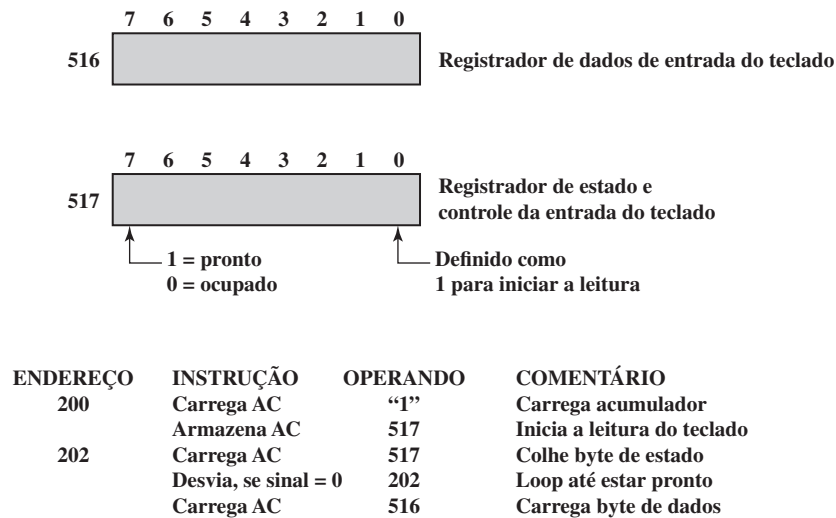 7 6 5 4 3 2 1 0
516 Registrador de dados de entrada do teclado
7 6 5 4 3 2 1 0
517 Registrador de estado e
controle da entrada do teclado
1 = pronto
0 = ocupado
Definido como
1 para iniciar a leitura
ENDEREÇO INSTRUÇÃO OPERANDO COMENTÁRIO
200 Carrega AC “1” Carrega acumulador
Armazena AC 517 Inicia a leitura do teclado
202 Carrega AC 517 Colhe byte de estado
Desvia, se sinal = 0 202 Loop até estar pronto
Carrega AC 516 Carrega byte de dados